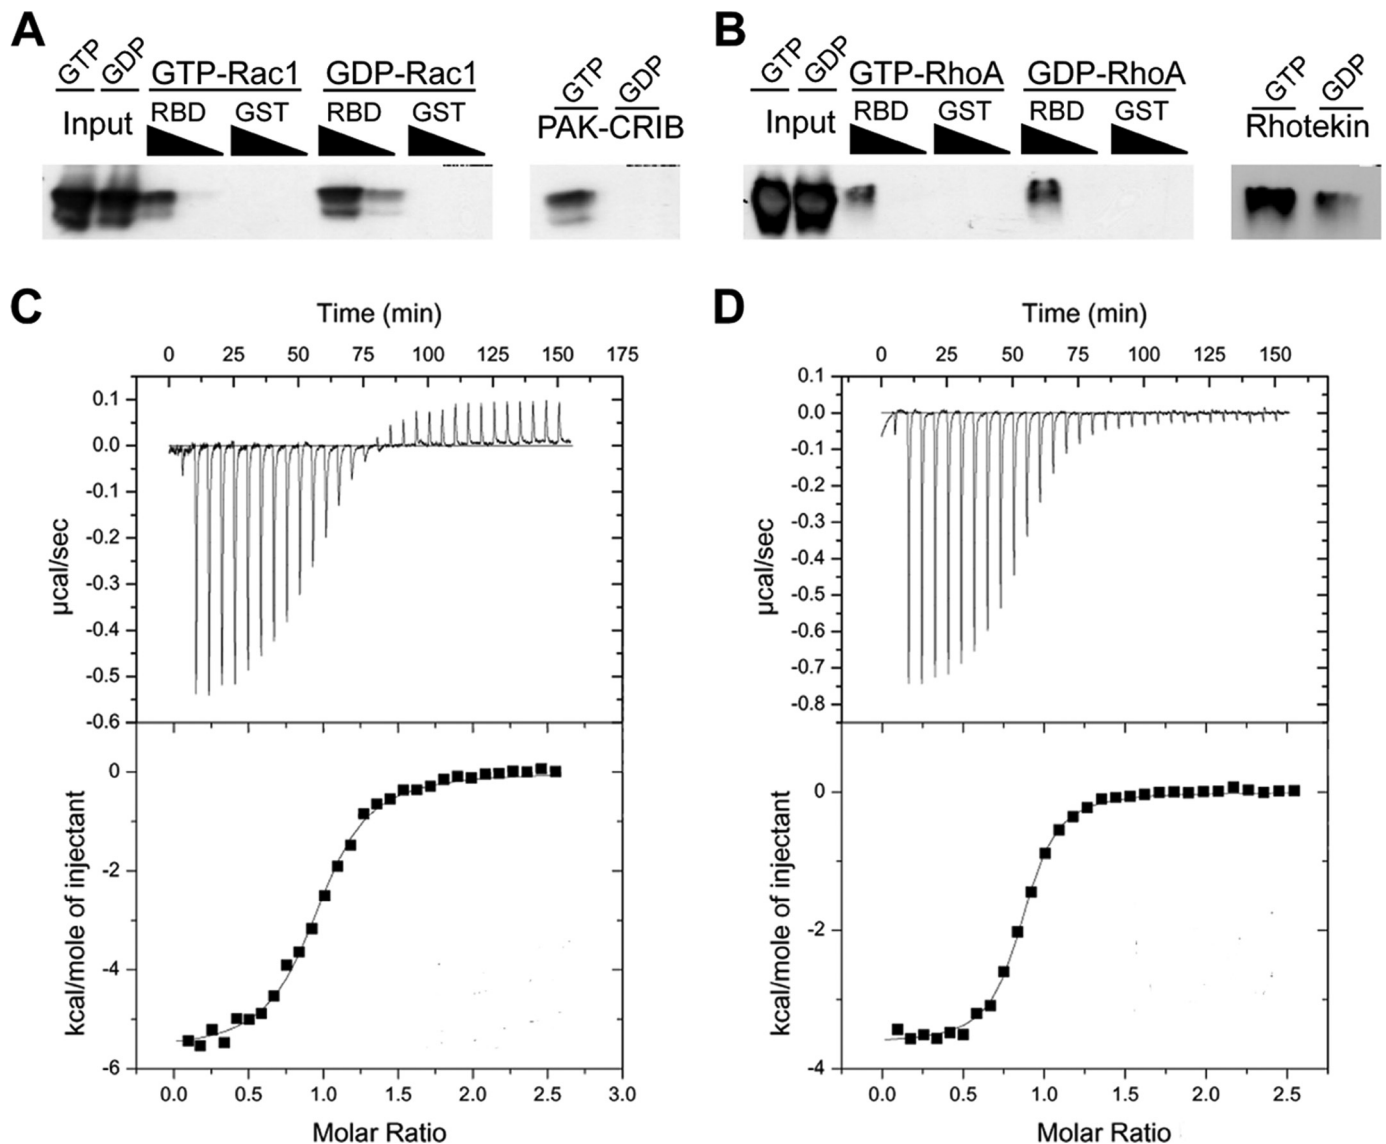 A
GTP GDP GTP-Rac1 GDP-Rac1 GTP GDP
Input RBD GST RBD GST PAK-CRIB
B
GTP GDP GTP-RhoA GDP-RhoA GTP GDP
Input RBD GST RBD GST Rhotekin
C
Time (min)
0 25 50 75 100 125 150 175
0.1
0.0
-0.1
-0.2
-0.3
-0.4
-0.5
-0.6
µcal/sec
0
-2
-4
-6
kcal/mole of injectant
0.0 0.5 1.0 1.5 2.0 2.5 3.0
Molar Ratio
D
Time (min)
0 25 50 75 100 125 150
0.1
0.0
-0.1
-0.2
-0.3
-0.4
-0.5
-0.6
-0.7
-0.8
µcal/sec
0
-2
-4
kcal/mole of injectant
0.0 0.5 1.0 1.5 2.0 2.5
Molar Ratio